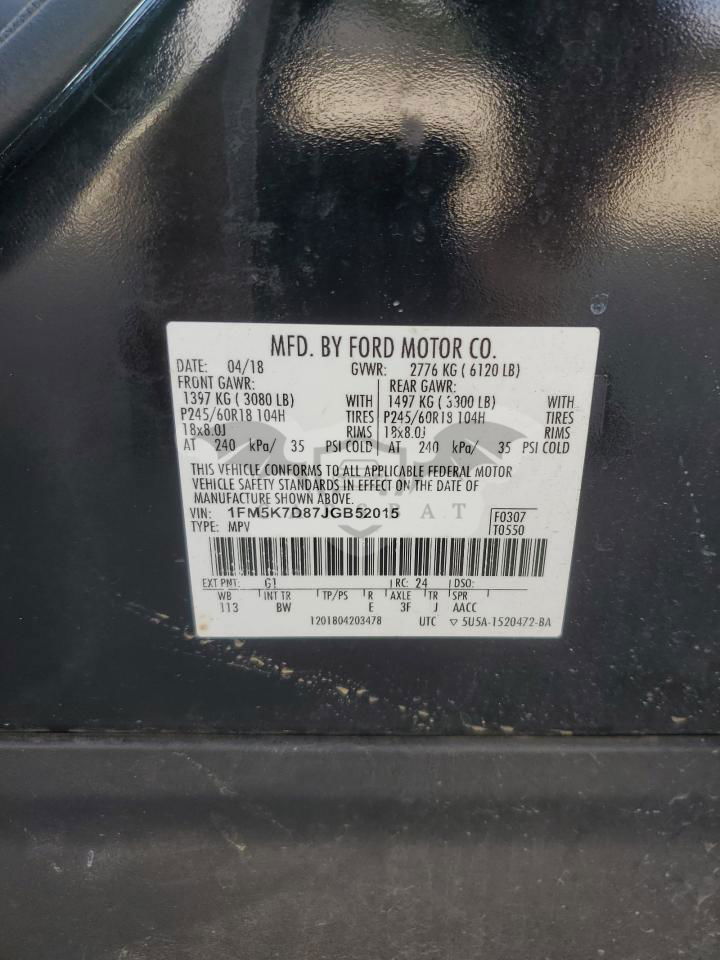 MFD. BY FORD MOTOR CO.
DATE: 04/18 GVWR: 2776 KG ( 6120 LB)
FRONT GAWR: REAR GAWR:
1397 KG ( 3080 LB) WITH 1497 KG ( 3300 LB) WITH
P245/60R18 104H TIRES P245/60R18 104H TIRES
18x8.0J RIMS 18x8.0J RIMS
AT 240 kPa/ 35 PSI COLD AT 240 kPa/ 35 PSI COLD
THIS VEHICLE CONFORMS TO ALL APPLICABLE FEDERAL MOTOR
VEHICLE SAFETY STANDARDS IN EFFECT ON THE DATE OF
MANUFACTURE SHOWN ABOVE.
VIN: 1FM5K7D87JGB52015
TYPE: MPV
F0307
T0550
EXT PNT: G1 RC: 24 DSO:
WB INT TR TP/PS R AXLE TR SPR
113 BW E 3F J AACC
1201804203478 UTC ▽ 5U5A-1520472-BA